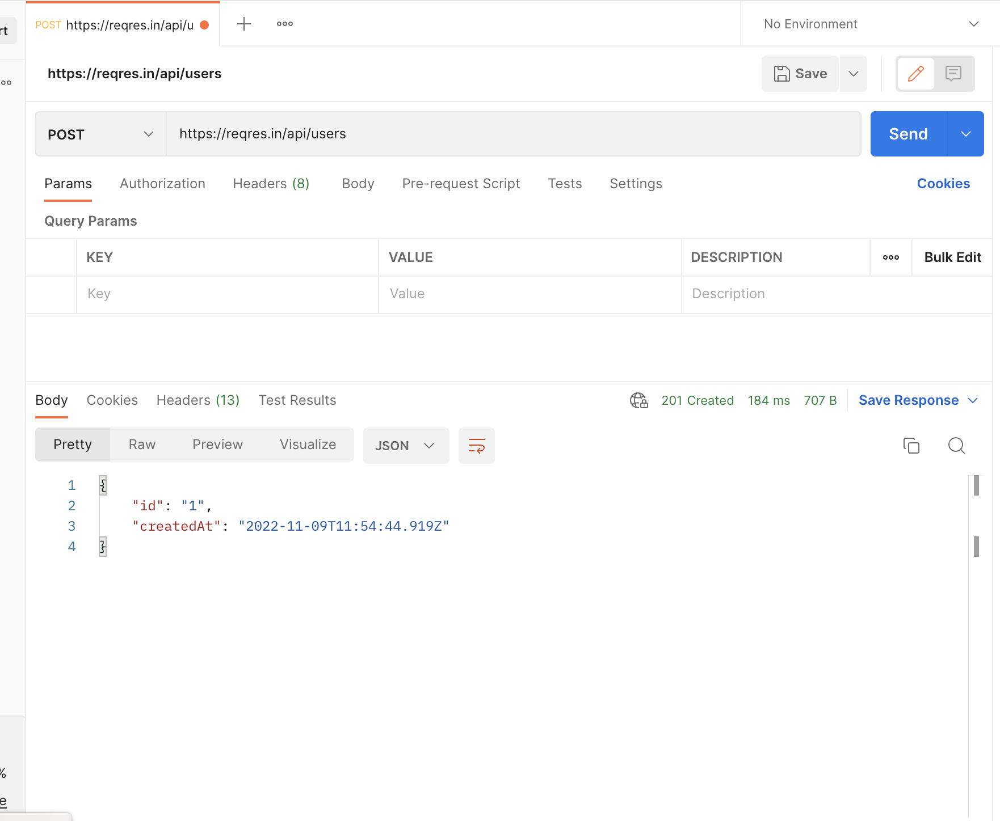 rt
POST https://reqres.in/api/u
No Environment
https://reqres.in/api/users
Save
POST https://reqres.in/api/users Send
Params Authorization Headers (8) Body Pre-request Script Tests Settings Cookies
Query Params
KEY VALUE DESCRIPTION Bulk Edit
Key Value Description
Body Cookies Headers (13) Test Results 201 Created 184 ms 707 B Save Response
Pretty Raw Preview Visualize JSON
1 {
2 "id": "1",
3 "createdAt": "2022-11-09T11:54:44.919Z"
4 }
%
e